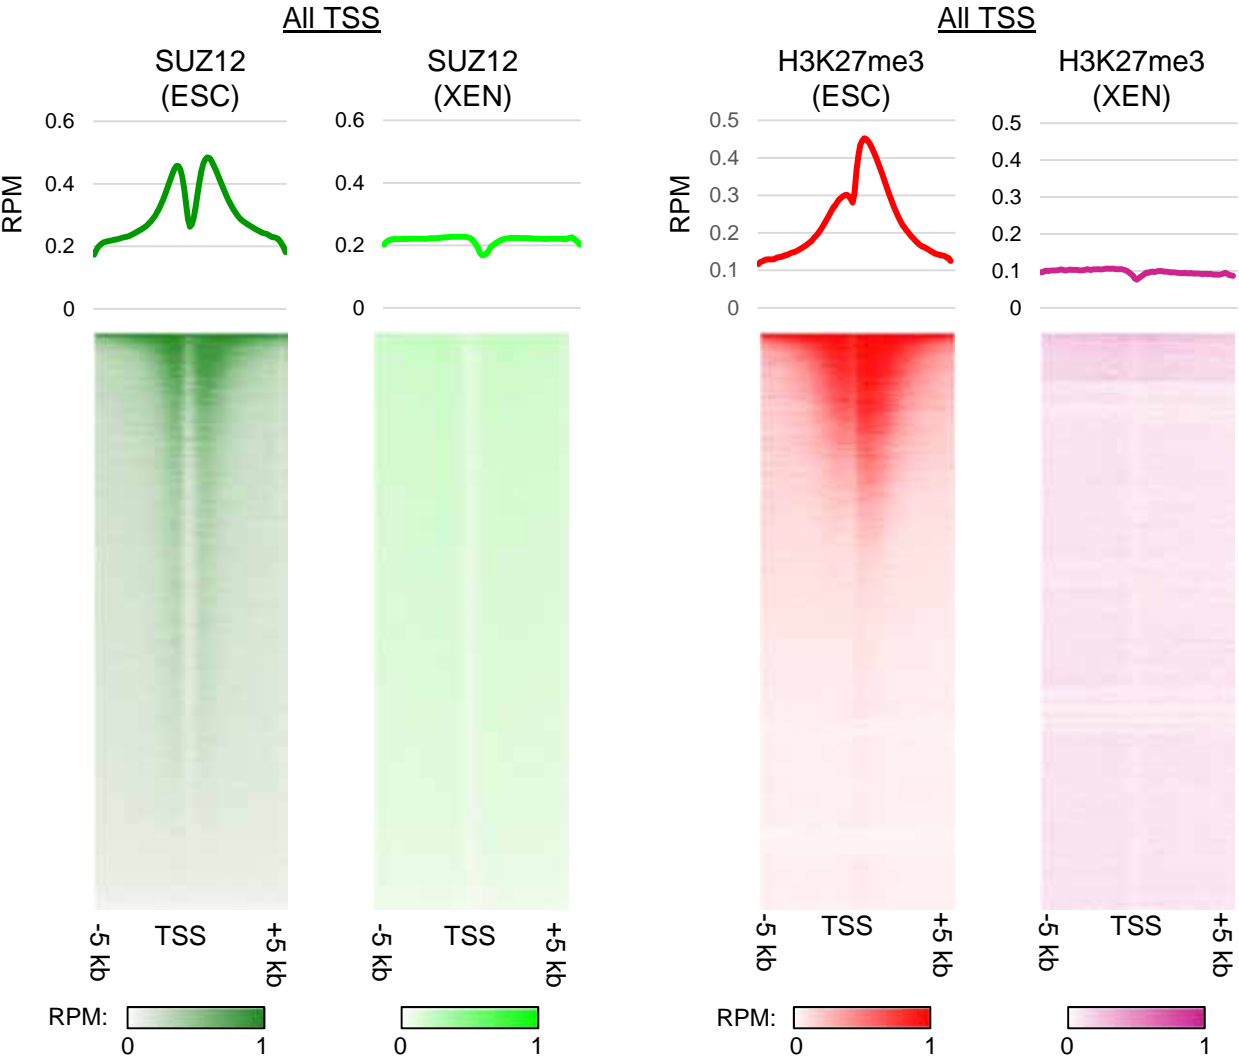 All TSS
All TSS
SUZ12
(ESC)
SUZ12
(XEN)
H3K27me3
(ESC)
H3K27me3
(XEN)
RPM
0.6
0.4
0.2
0
0.6
0.4
0.2
0
RPM
0.5
0.4
0.3
0.2
0.1
0
0.5
0.4
0.3
0.2
0.1
0
-5 kb TSS +5 kb
-5 kb TSS +5 kb
-5 kb TSS +5 kb
-5 kb TSS +5 kb
RPM:
0 1
0 1
RPM:
0 1
0 1